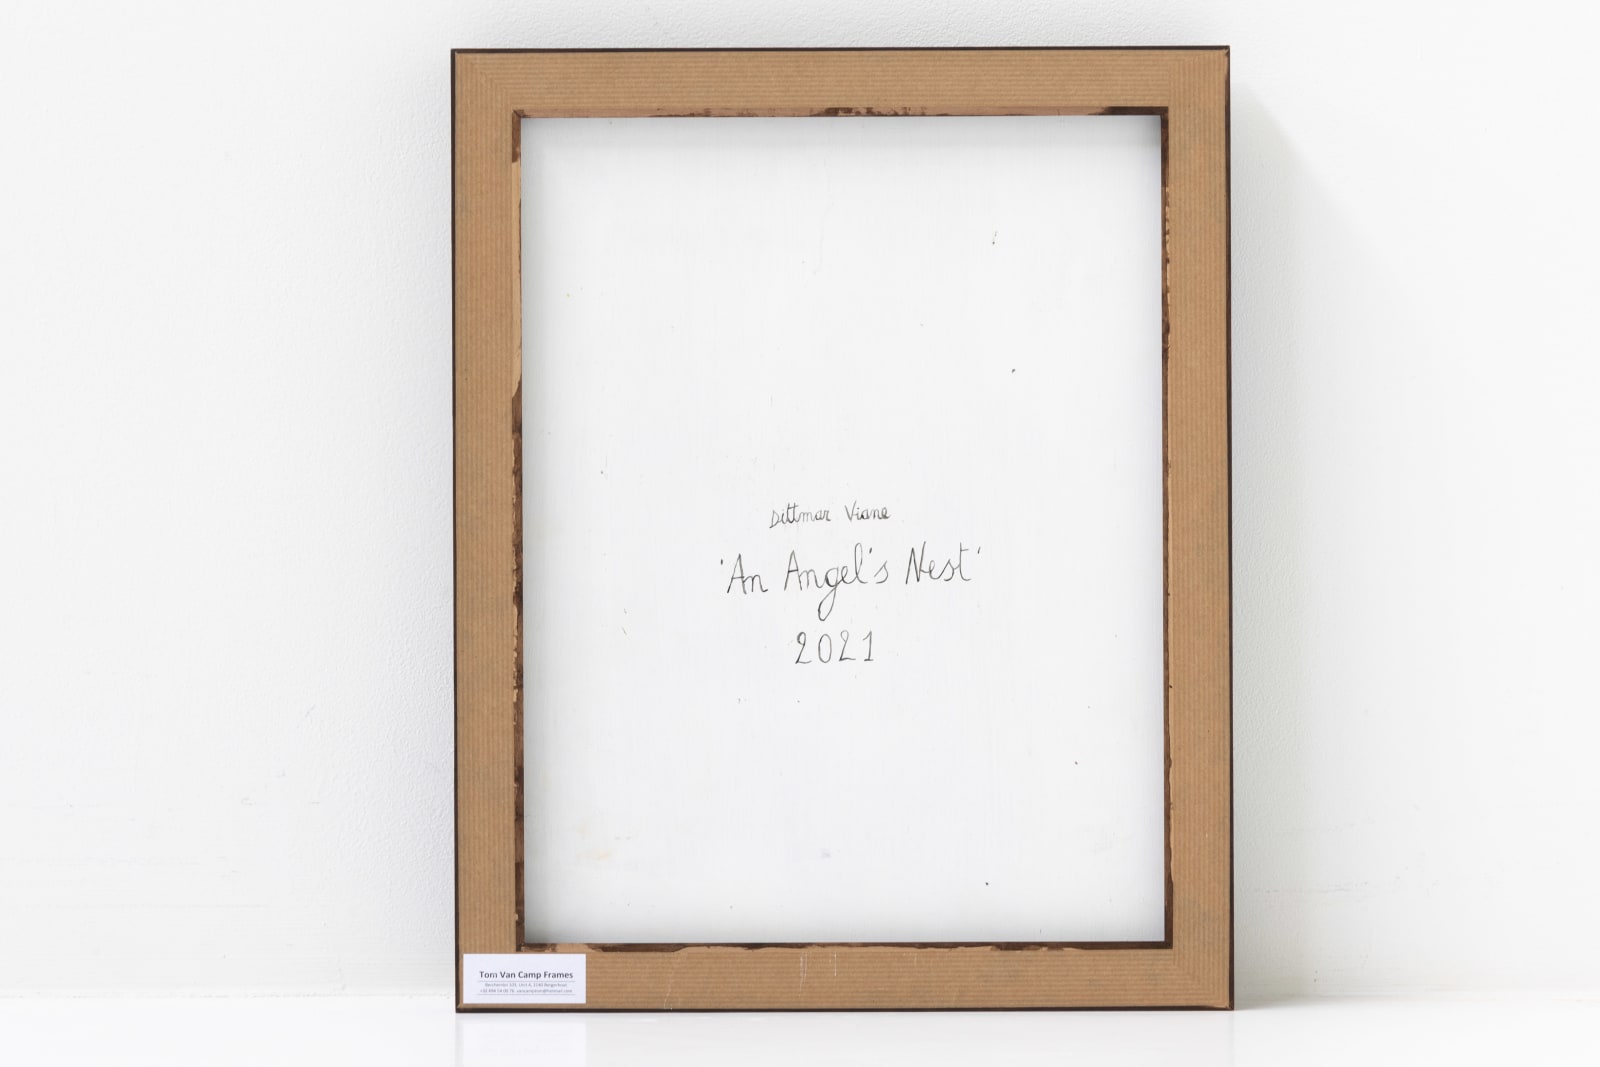 Dittmar Viane
'An Angel's Nest'
2021
Tom Van Camp Frames